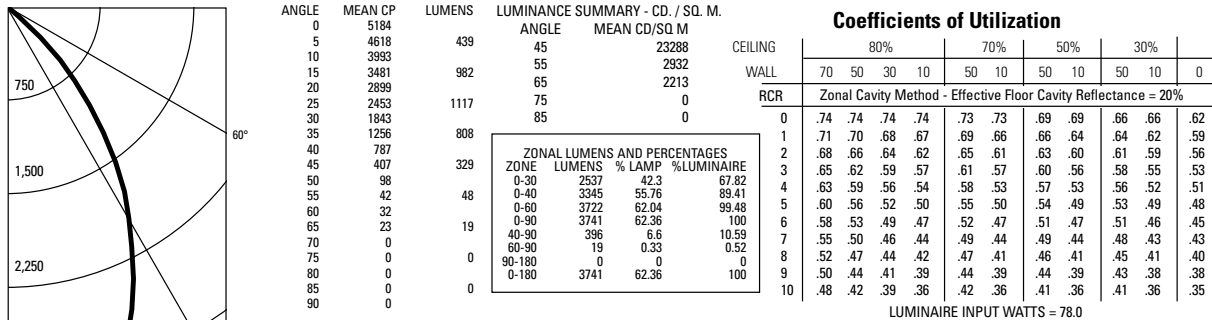 750
1,500
2,250
60°
ANGLE MEAN CP LUMENS
0 5184
5 4618 439
10 3993
15 3481 982
20 2899
25 2453 1117
30 1843
35 1256 808
40 787
45 407 329
50 98
55 42 48
60 32
65 23 19
70 0
75 0 0
80 0
85 0 0
90 0
LUMINANCE SUMMARY - CD. / SQ. M.
ANGLE MEAN CD/SQ M
45 23288
55 2932
65 2213
75 0
85 0
ZONAL LUMENS AND PERCENTAGES
ZONE LUMENS % LAMP %LUMINAIRE
0-30 2537 42.3 67.82
0-40 3345 55.76 89.41
0-60 3722 62.04 99.48
0-90 3741 62.36 100
40-90 396 6.6 10.59
60-90 19 0.33 0.52
90-180 0 0 0
0-180 3741 62.36 100
Coefficients of Utilization
CEILING 80% 70% 50% 30%
WALL 70 50 30 10 50 10 50 10 50 10 0
RCR Zonal Cavity Method - Effective Floor Cavity Reflectance = 20%
0 .74 .74 .74 .74 .73 .73 .69 .69 .66 .66 .62
1 .71 .70 .68 .67 .69 .66 .66 .64 .64 .62 .59
2 .68 .66 .64 .62 .65 .61 .63 .60 .61 .59 .56
3 .65 .62 .59 .57 .61 .57 .60 .56 .58 .55 .53
4 .63 .59 .56 .54 .58 .53 .57 .53 .56 .52 .51
5 .60 .56 .52 .50 .55 .50 .54 .49 .53 .49 .48
6 .58 .53 .49 .47 .52 .47 .51 .47 .51 .46 .45
7 .55 .50 .46 .44 .49 .44 .49 .44 .48 .43 .43
8 .52 .47 .44 .42 .47 .41 .46 .41 .45 .41 .40
9 .50 .44 .41 .39 .44 .39 .44 .39 .43 .38 .38
10 .48 .42 .39 .36 .42 .36 .41 .36 .41 .36 .35
LUMINAIRE INPUT WATTS = 78.0